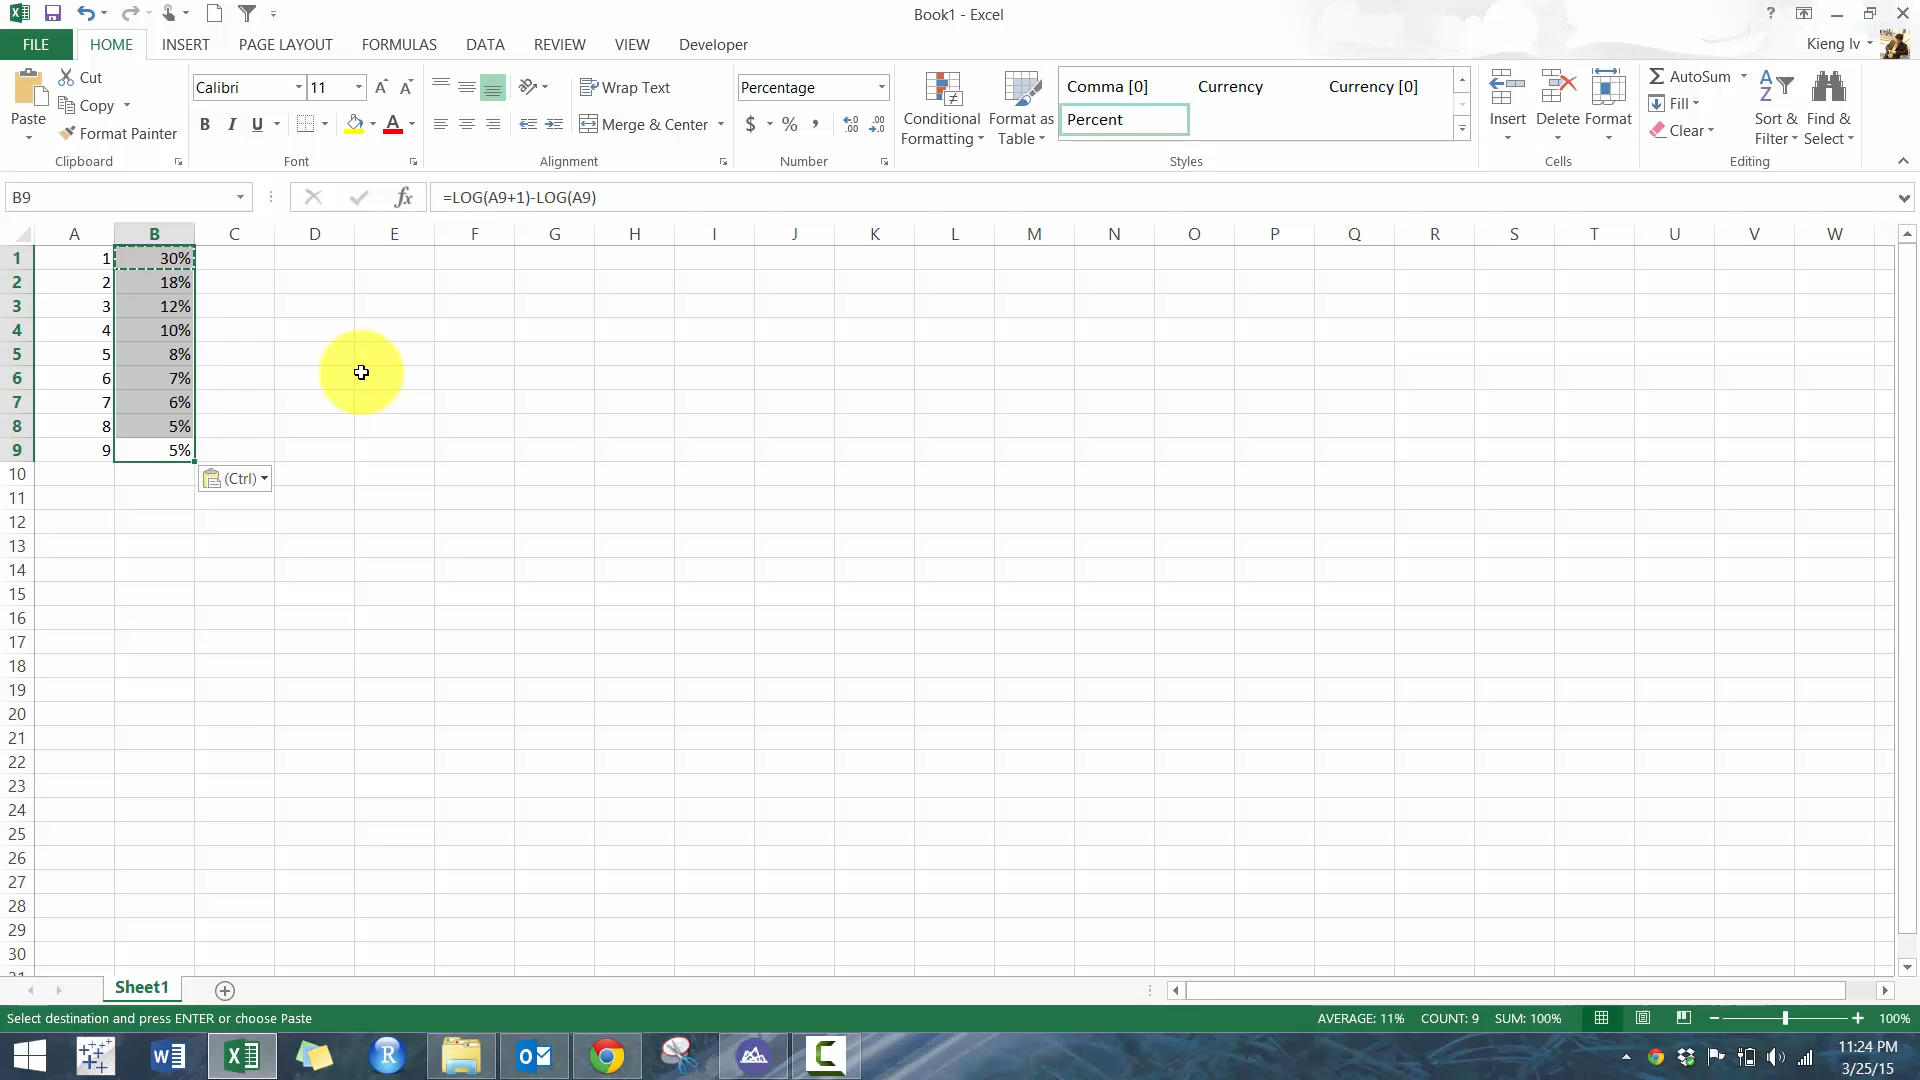 Book1 - Excel
?
FILE HOME INSERT PAGE LAYOUT FORMULAS DATA REVIEW VIEW Developer
Kieng Iv
Cut
Copy
Format Painter
Paste
Clipboard
Calibri 11 A A
B I U A
Font
Wrap Text
Merge & Center
Alignment
Percentage
$ % , .00
Number
Conditional Formatting
Format as Table
Comma [0] Currency Currency [0]
Percent
Styles
Insert Delete Format
Cells
AutoSum
Fill
Clear
Sort & Filter
Find & Select
Editing
B9 fx =LOG(A9+1)-LOG(A9)
A B C D E F G H I J K L M N O P Q R S T U V W
1 1 30%
2 2 18%
3 3 12%
4 4 10%
5 5 8%
6 6 7%
7 7 6%
8 8 5%
9 9 5%
10 (Ctrl)
11
12
13
14
15
16
17
18
19
20
21
22
23
24
25
26
27
28
29
30
Sheet1
Select destination and press ENTER or choose Paste AVERAGE: 11% COUNT: 9 SUM: 100% 100%
11:24 PM
3/25/15